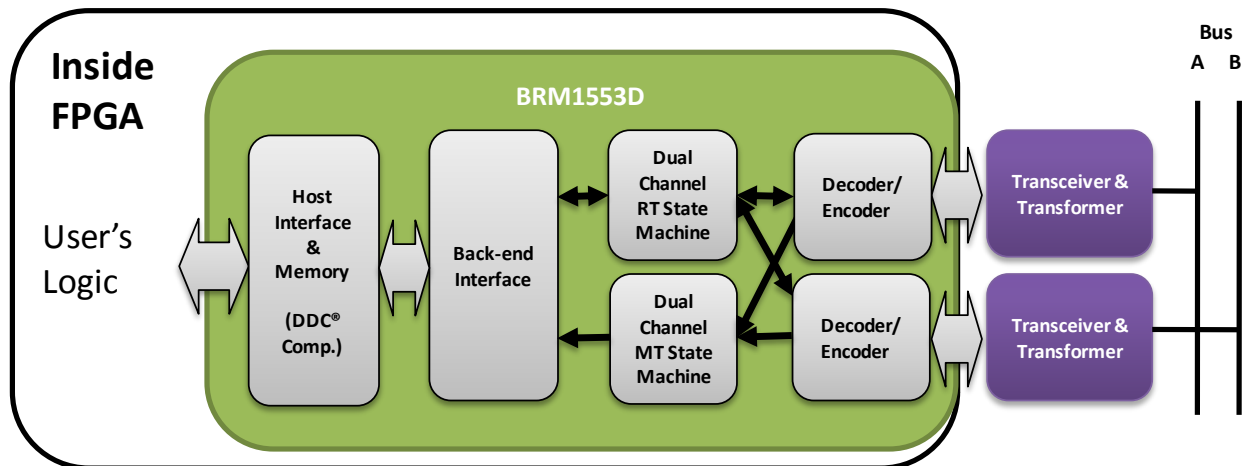 Inside
FPGA
BRM1553D
Bus
A B
User's
Logic
Host
Interface
&
Memory
(DDC®
Comp.)
Back-end
Interface
Dual
Channel
RT State
Machine
Decoder/
Encoder
Transceiver &
Transformer
Dual
Channel
MT State
Machine
Decoder/
Encoder
Transceiver &
Transformer